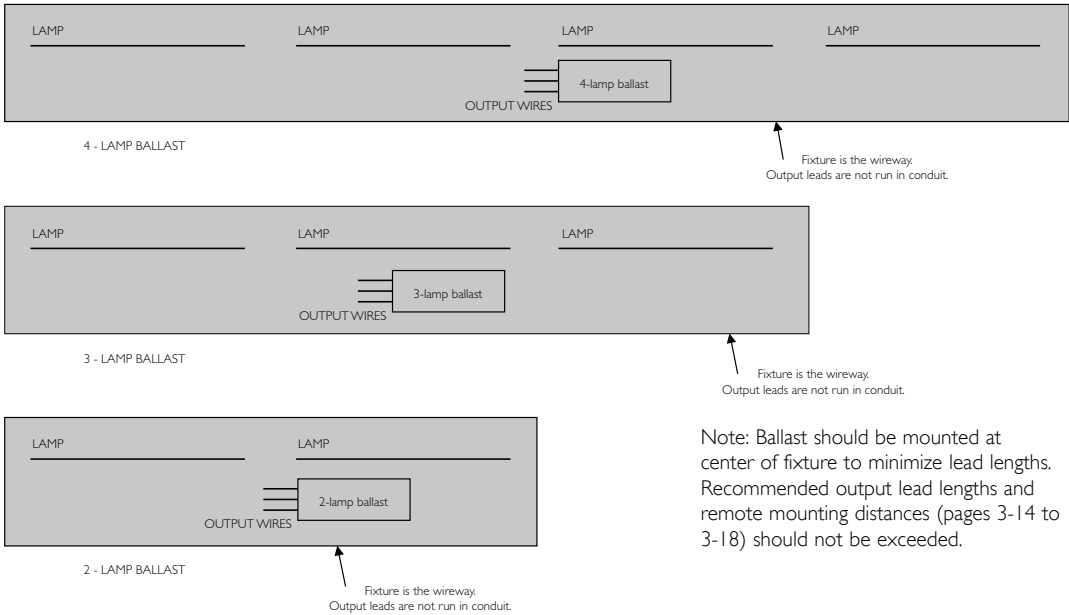 LAMP LAMP LAMP LAMP
4-lamp ballast
OUTPUT WIRES
4 - LAMP BALLAST
Fixture is the wireway.
Output leads are not run in conduit.
LAMP LAMP LAMP
3-lamp ballast
OUTPUT WIRES
3 - LAMP BALLAST
Fixture is the wireway.
Output leads are not run in conduit.
LAMP LAMP
2-lamp ballast
OUTPUT WIRES
2 - LAMP BALLAST
Fixture is the wireway.
Output leads are not run in conduit.
Note: Ballast should be mounted at
center of fixture to minimize lead lengths.
Recommended output lead lengths and
remote mounting distances (pages 3-14 to
3-18) should not be exceeded.